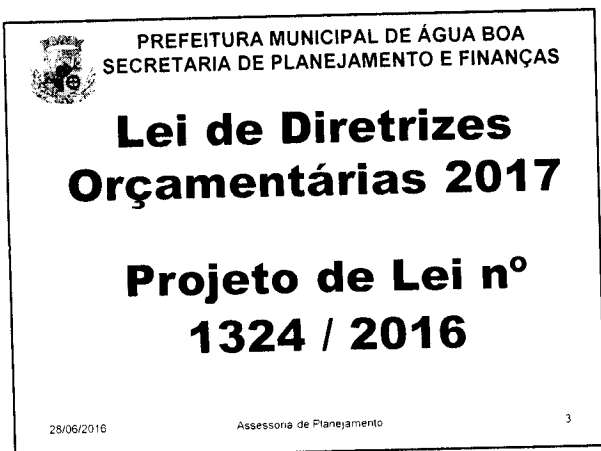 PREFEITURA MUNICIPAL DE ÁGUA BOA
SECRETARIA DE PLANEJAMENTO E FINANÇAS
Lei de Diretrizes
Orçamentárias 2017
Projeto de Lei nº
1324 / 2016
28/06/2016
Assessoria de Planejamento
3